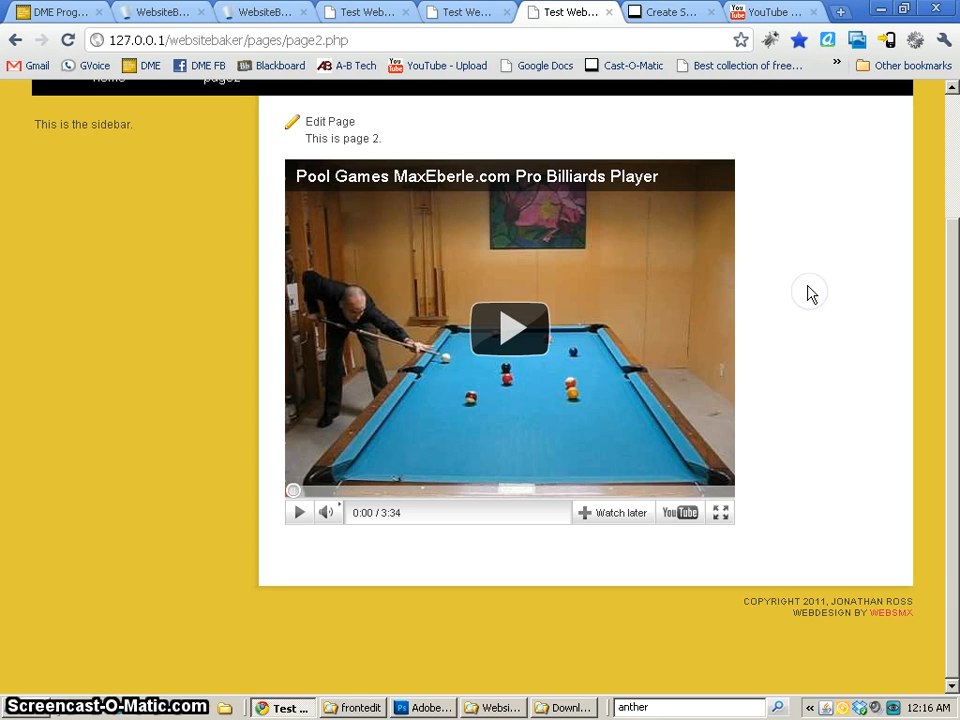 DME Prog...
WebsiteB...
WebsiteB...
Test Web...
Test We...
Test Web...
Create S...
YouTube ...
127.0.0.1/websitebaker/pages/page2.php
Gmail
GVoice
DME
DME FB
Blackboard
A-B Tech
YouTube - Upload
Google Docs
Cast-O-Matic
Best collection of free...
»
Other bookmarks
page2
This is the sidebar.
Edit Page
This is page 2.
Pool Games MaxEberle.com Pro Billiards Player
0:00 / 3:34
Watch later
YouTube
COPYRIGHT 2011, JONATHAN ROSS
WEBDESIGN BY WEBSMX
Screencast-O-Matic.com
Test ...
frontedit
Adobe...
Websi...
Downl...
anther
«
12:16 AM